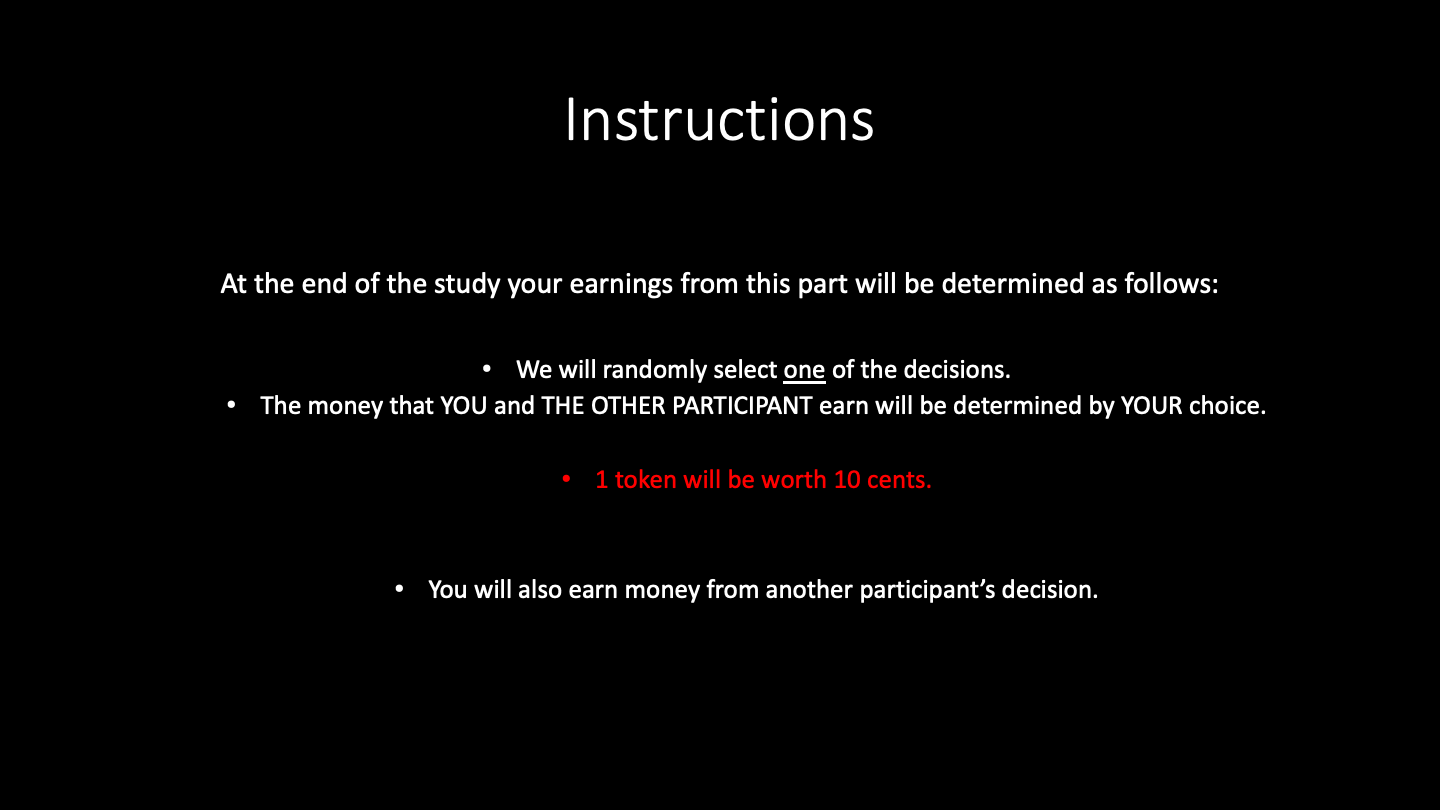 Instructions
At the end of the study your earnings from this part will be determined as follows:
• We will randomly select one of the decisions.
• The money that YOU and THE OTHER PARTICIPANT earn will be determined by YOUR choice.
• 1 token will be worth 10 cents.
• You will also earn money from another participant’s decision.